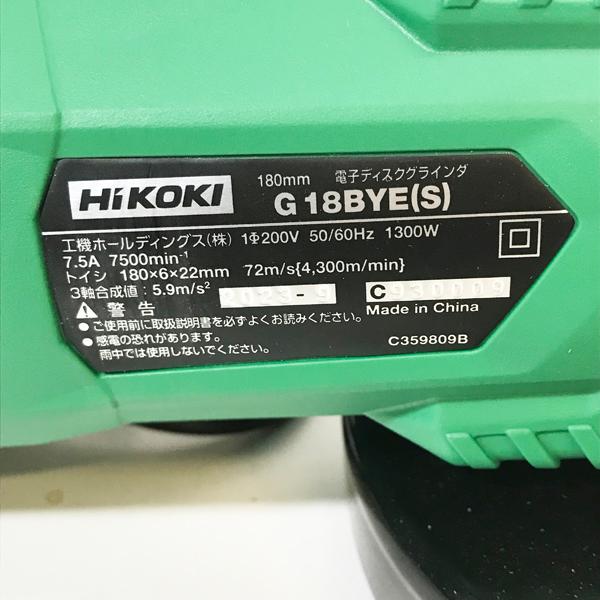 HiKOKI 180mm 電子ディスクグラインダ
G 18BYE(S)
工機ホールディングス(株) 1Φ200V 50/60Hz 1300W
7.5A 7500min⁻¹
トイシ 180×6×22mm 72m/s{4,300m/min}
3軸合成値: 5.9m/s² 2023-9 C930009
⚠ 警告 Made in China
●ご使用前に取扱説明書を必ずよくお読みください。
●感電の恐れがあります。
雨中では使用しないでください。 C359809B